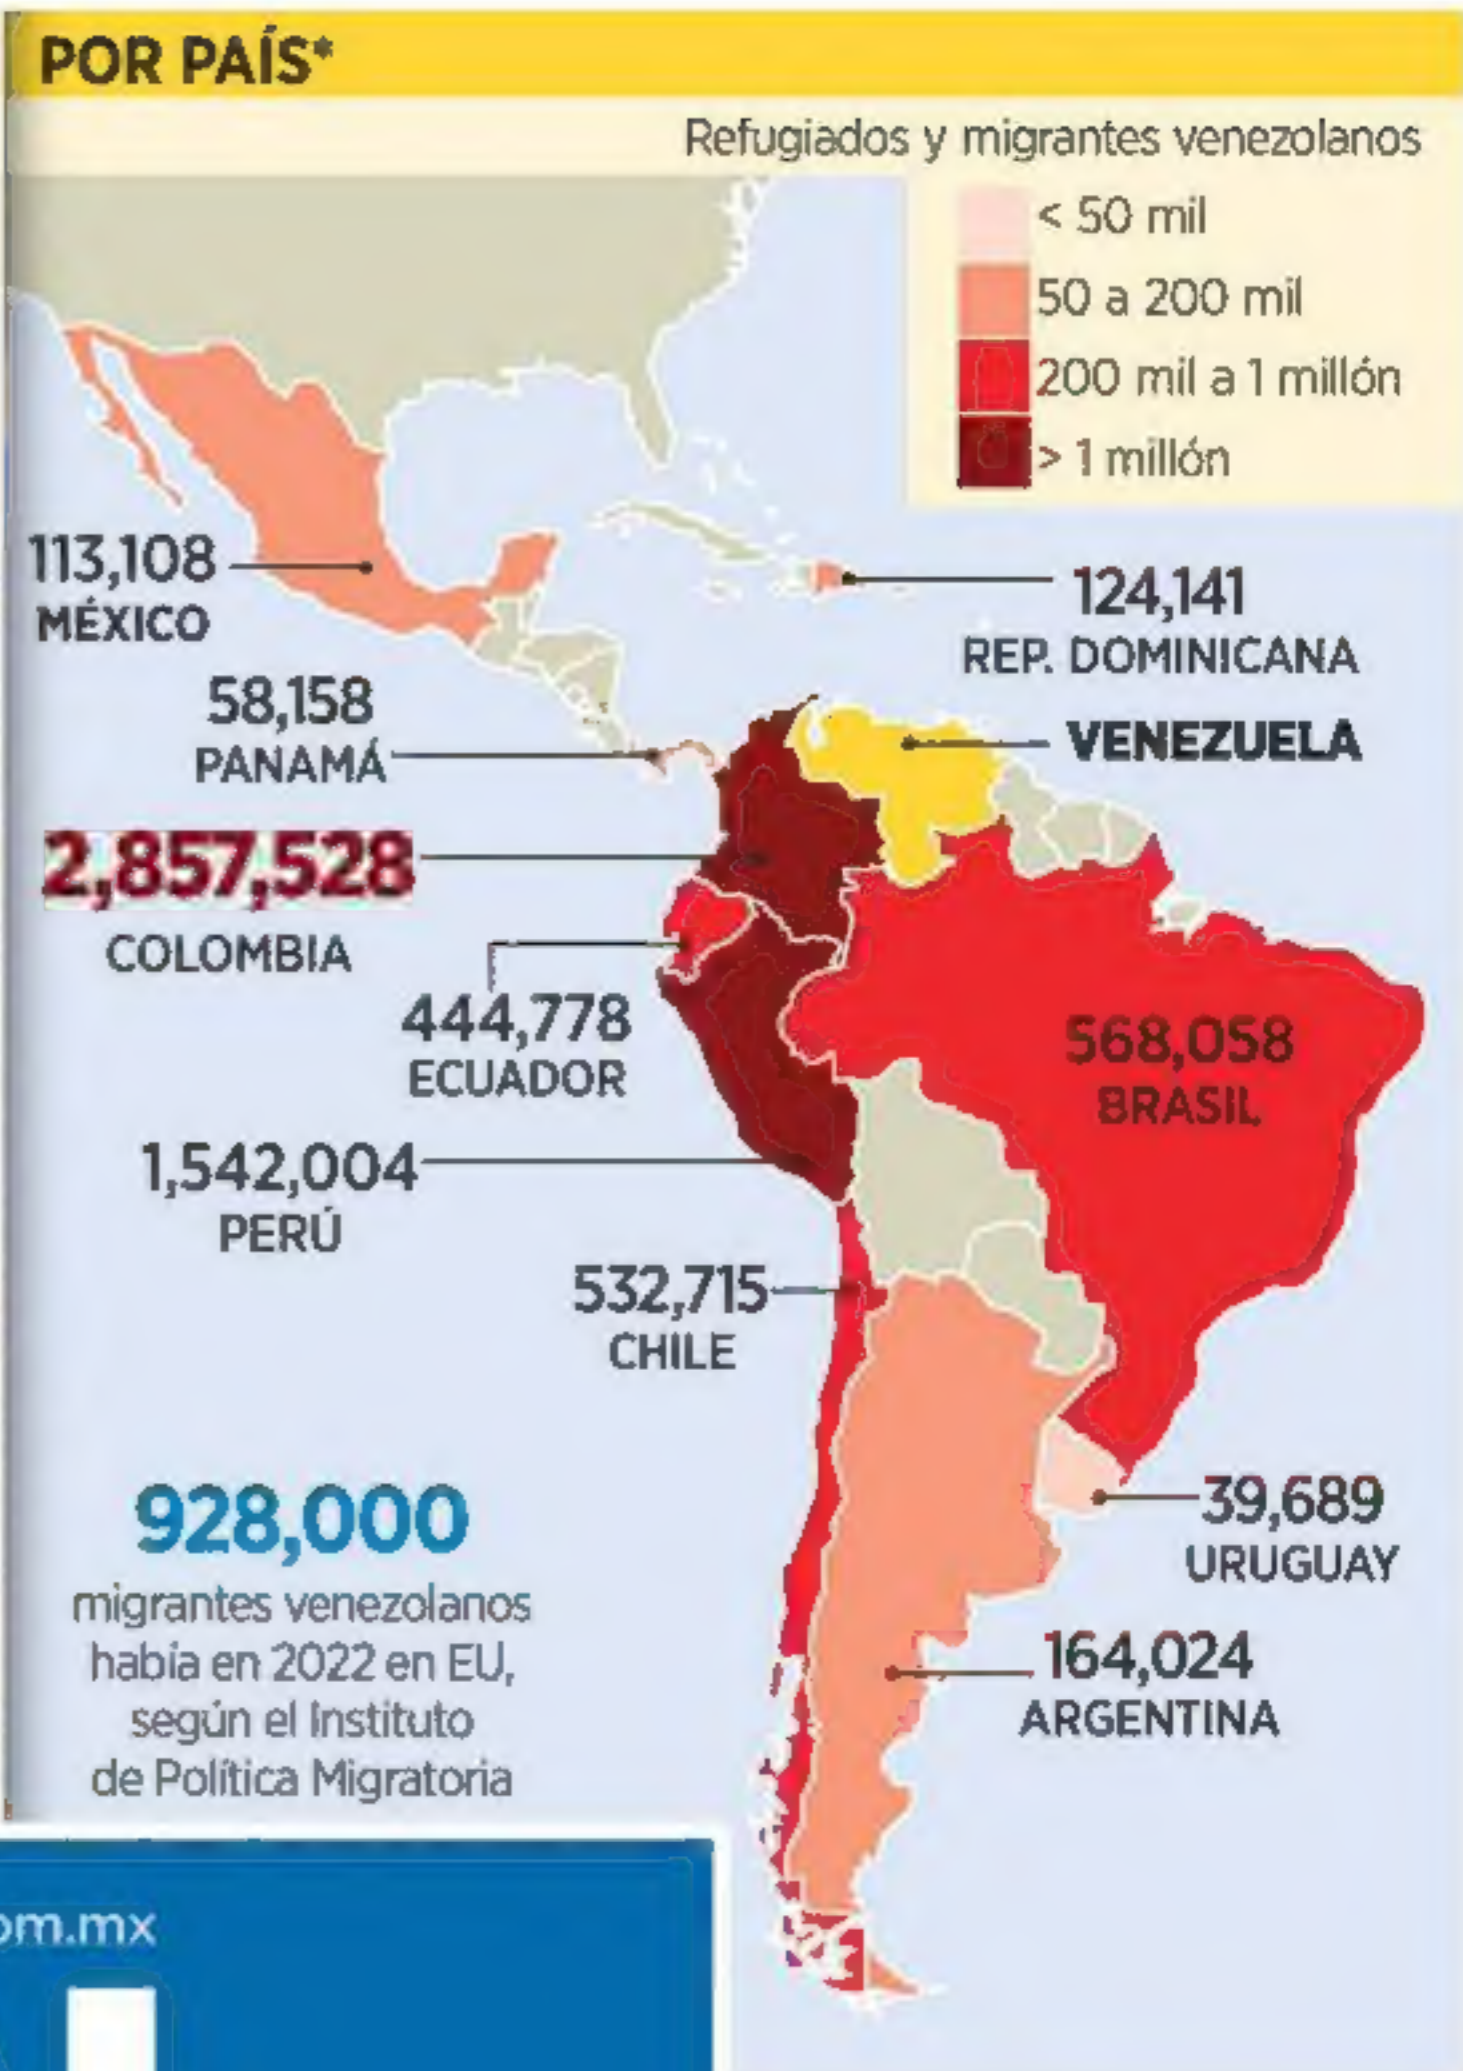 POR PAÍS*
Refugiados y migrantes venezolanos
< 50 mil
50 a 200 mil
200 mil a 1 millón
> 1 millón
113,108
MÉXICO
124,141
REP. DOMINICANA
58,158
PANAMÁ
VENEZUELA
2,857,528
COLOMBIA
444,778
ECUADOR
568,058
BRASIL
1,542,004
PERÚ
532,715
CHILE
39,689
URUGUAY
164,024
ARGENTINA
928,000
migrantes venezolanos
había en 2022 en EU,
según el Instituto
de Política Migratoria
om.mx